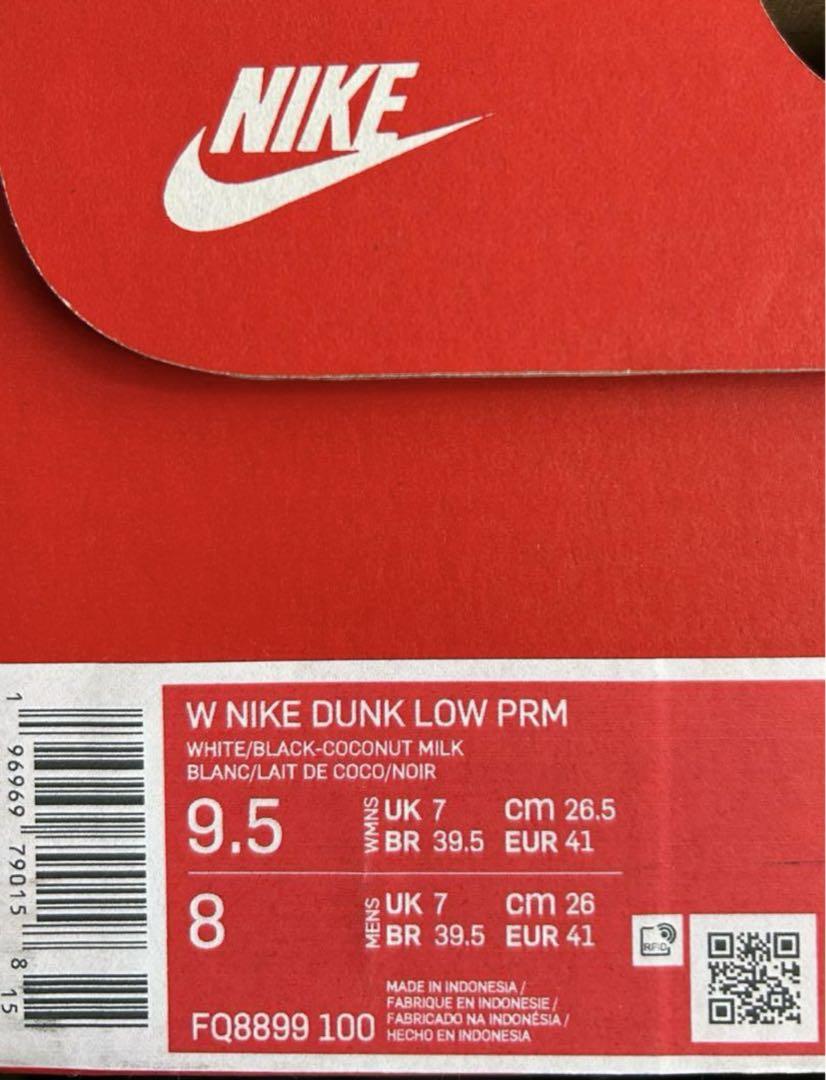 NIKE
W NIKE DUNK LOW PRM
WHITE/BLACK-COCONUT MILK
BLANC/LAIT DE COCO/NOIR
9.5 WMNS UK 7 cm 26.5
BR 39.5 EUR 41
8 MENS UK 7 cm 26
BR 39.5 EUR 41
RFID
FQ8899 100
MADE IN INDONESIA /
FABRIQUE EN INDONESIE /
FABRICADO NA INDONÉSIA /
HECHO EN INDONESIA
1 96969 79015 8 15